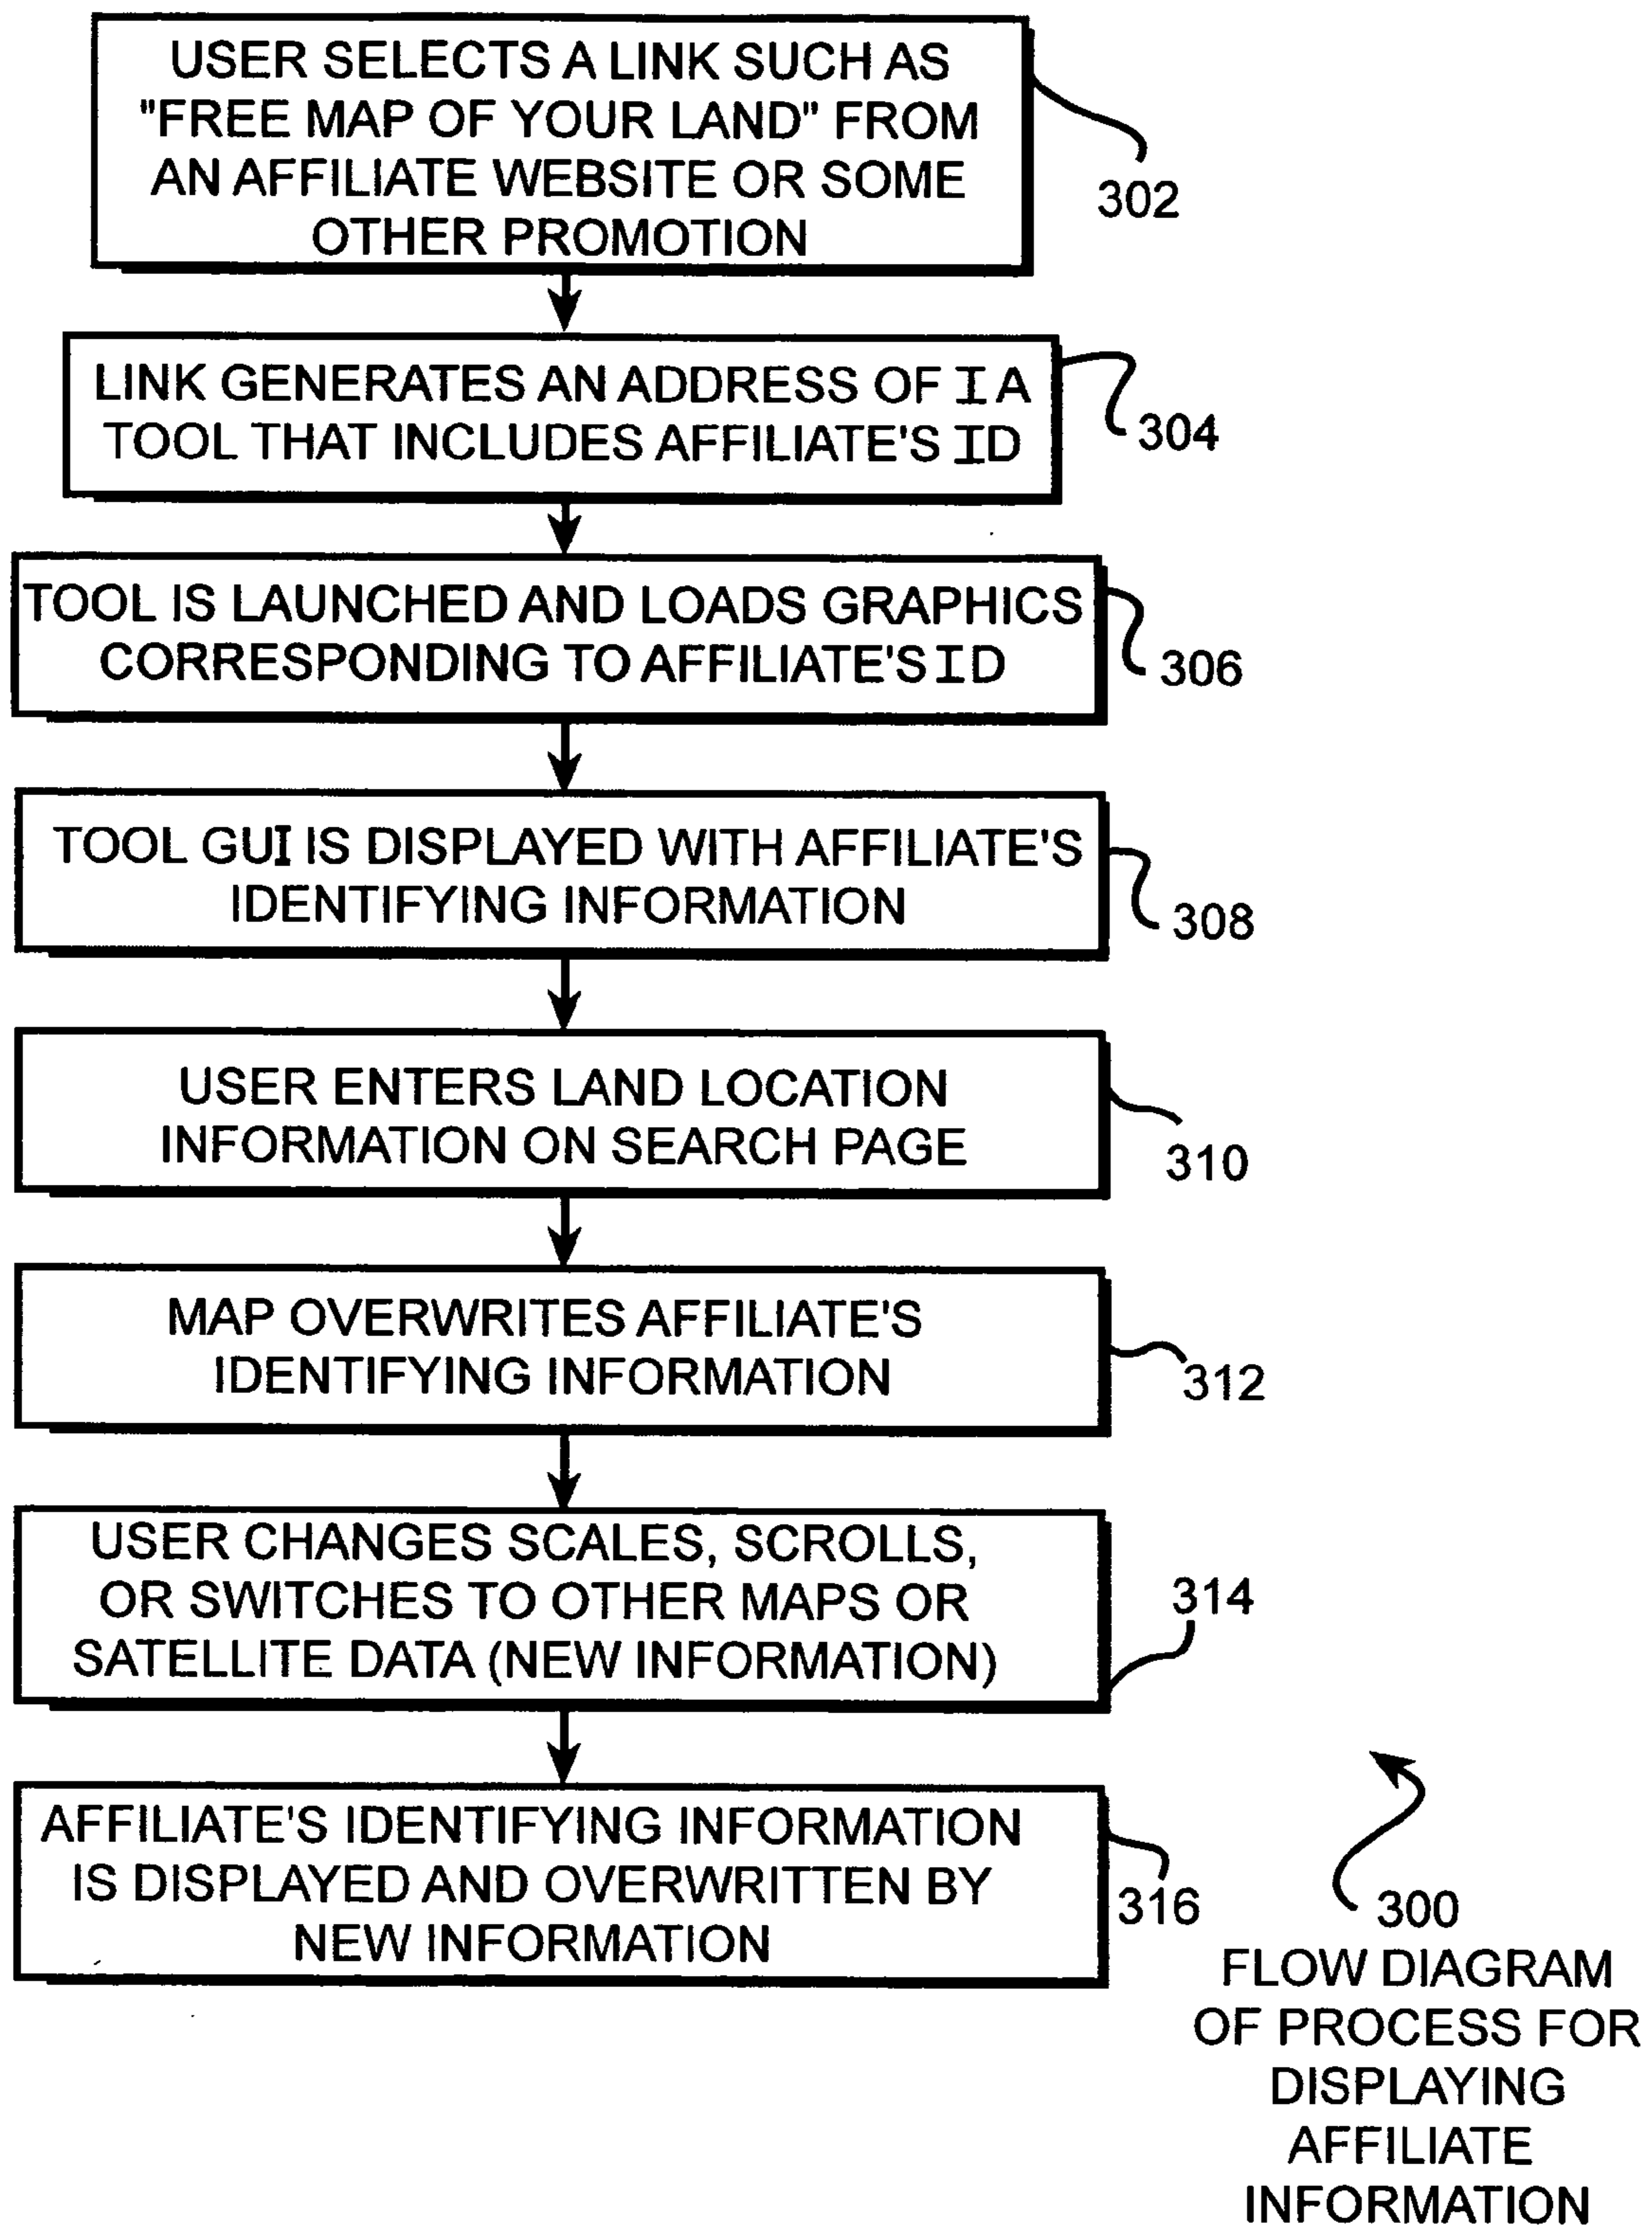 USER SELECTS A LINK SUCH AS
"FREE MAP OF YOUR LAND" FROM
AN AFFILIATE WEBSITE OR SOME
OTHER PROMOTION
302
LINK GENERATES AN ADDRESS OF I A
TOOL THAT INCLUDES AFFILIATE'S ID
304
TOOL IS LAUNCHED AND LOADS GRAPHICS
CORRESPONDING TO AFFILIATE'S ID
306
TOOL GUI IS DISPLAYED WITH AFFILIATE'S
IDENTIFYING INFORMATION
308
USER ENTERS LAND LOCATION
INFORMATION ON SEARCH PAGE
310
MAP OVERWRITES AFFILIATE'S
IDENTIFYING INFORMATION
312
USER CHANGES SCALES, SCROLLS,
OR SWITCHES TO OTHER MAPS OR
SATELLITE DATA (NEW INFORMATION)
314
AFFILIATE'S IDENTIFYING INFORMATION
IS DISPLAYED AND OVERWRITTEN BY
NEW INFORMATION
316
300
FLOW DIAGRAM
OF PROCESS FOR
DISPLAYING
AFFILIATE
INFORMATION